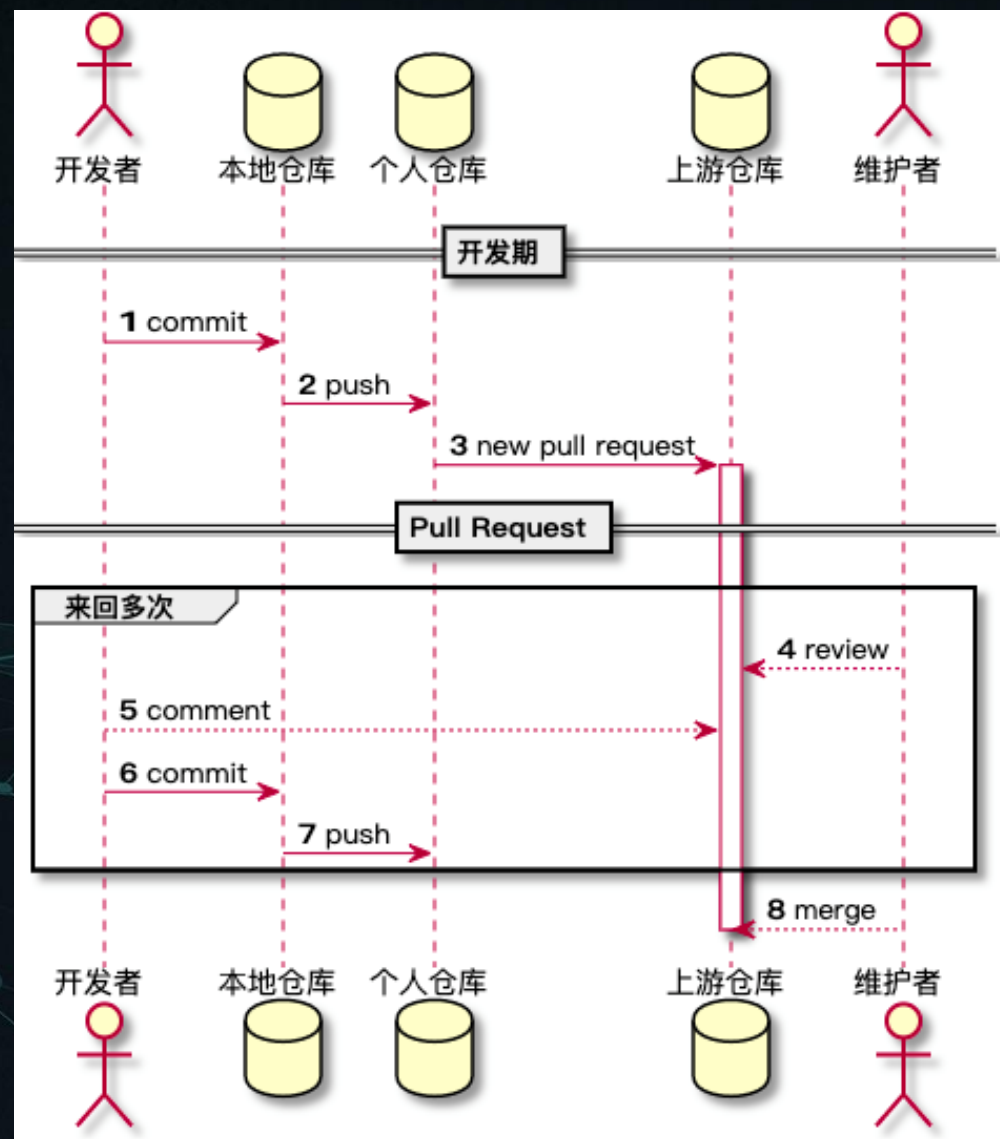 开发者 本地仓库 个人仓库 上游仓库 维护者
开发期
1 commit
2 push
3 new pull request
Pull Request
来回多次
4 review
5 comment
6 commit
7 push
8 merge
开发者 本地仓库 个人仓库 上游仓库 维护者